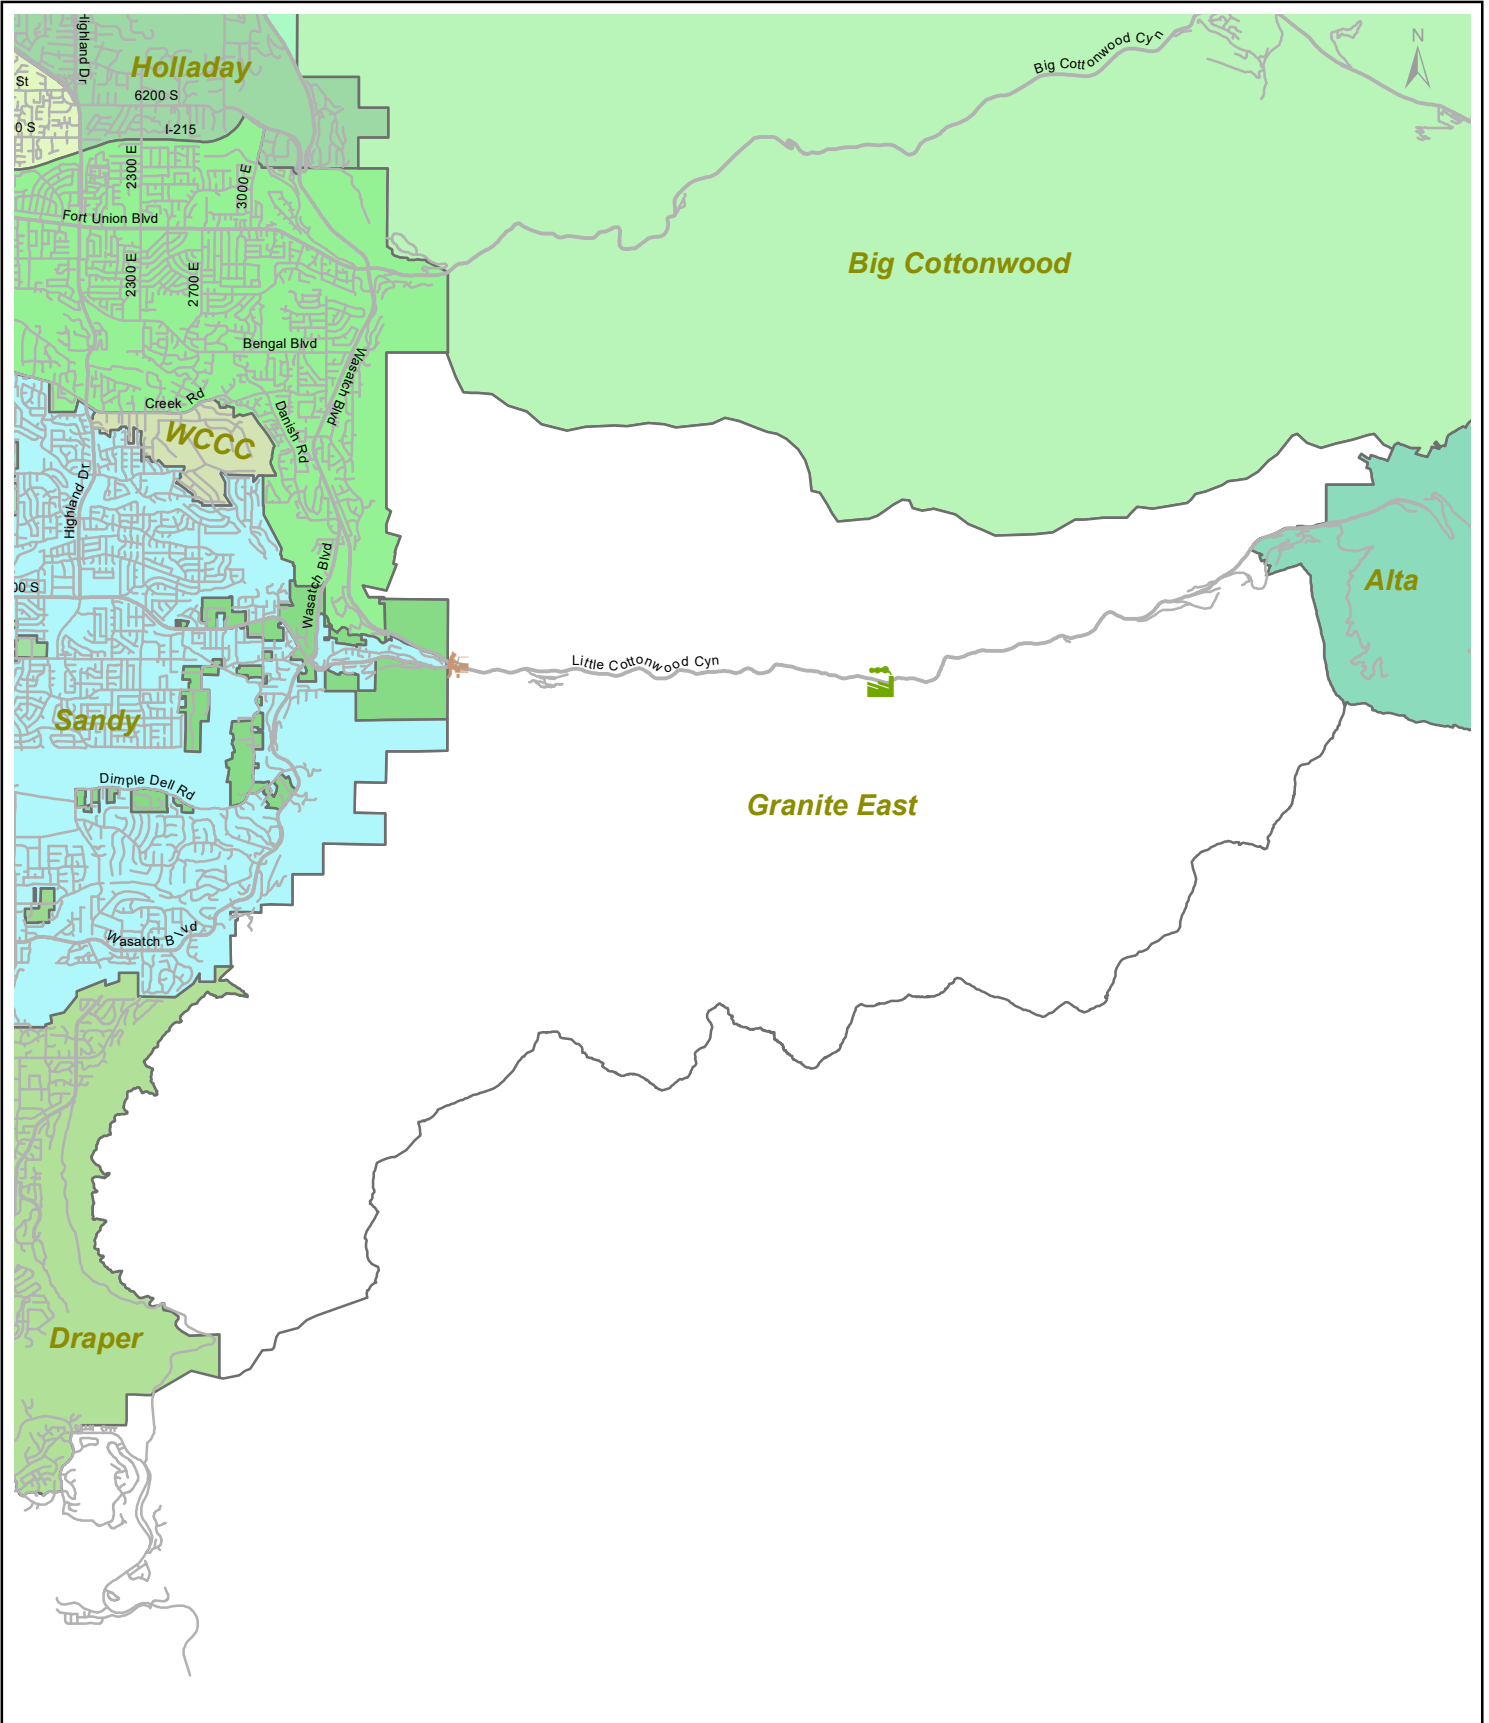 Highland Dr
Holladay
Big Cottonwood Cyn
N
St
6200 S
0 S
I-215
2300 E
3000 E
Fort Union Blvd
2300 E
2700 E
Big Cottonwood
Bengal Blvd
Wasatch Blvd
Creek Rd
Danish Rd
WCCC
Highland Dr
Wasatch Blvd
00 S
Alta
Little Cottonwood Cyn
Sandy
Dimple Dell Rd
Granite East
Wasatch Blvd
Draper